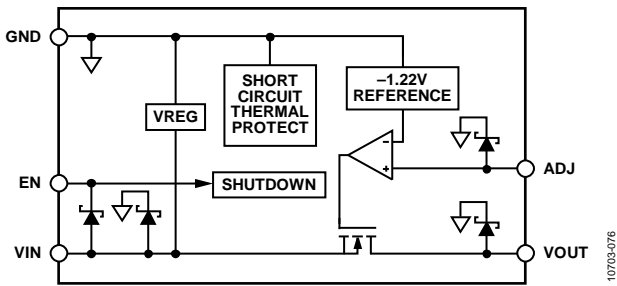 GND
SHORT
CIRCUIT
THERMAL
PROTECT
–1.22V
REFERENCE
VREG
–
+
EN
SHUTDOWN
ADJ
VIN
VOUT
10703-076